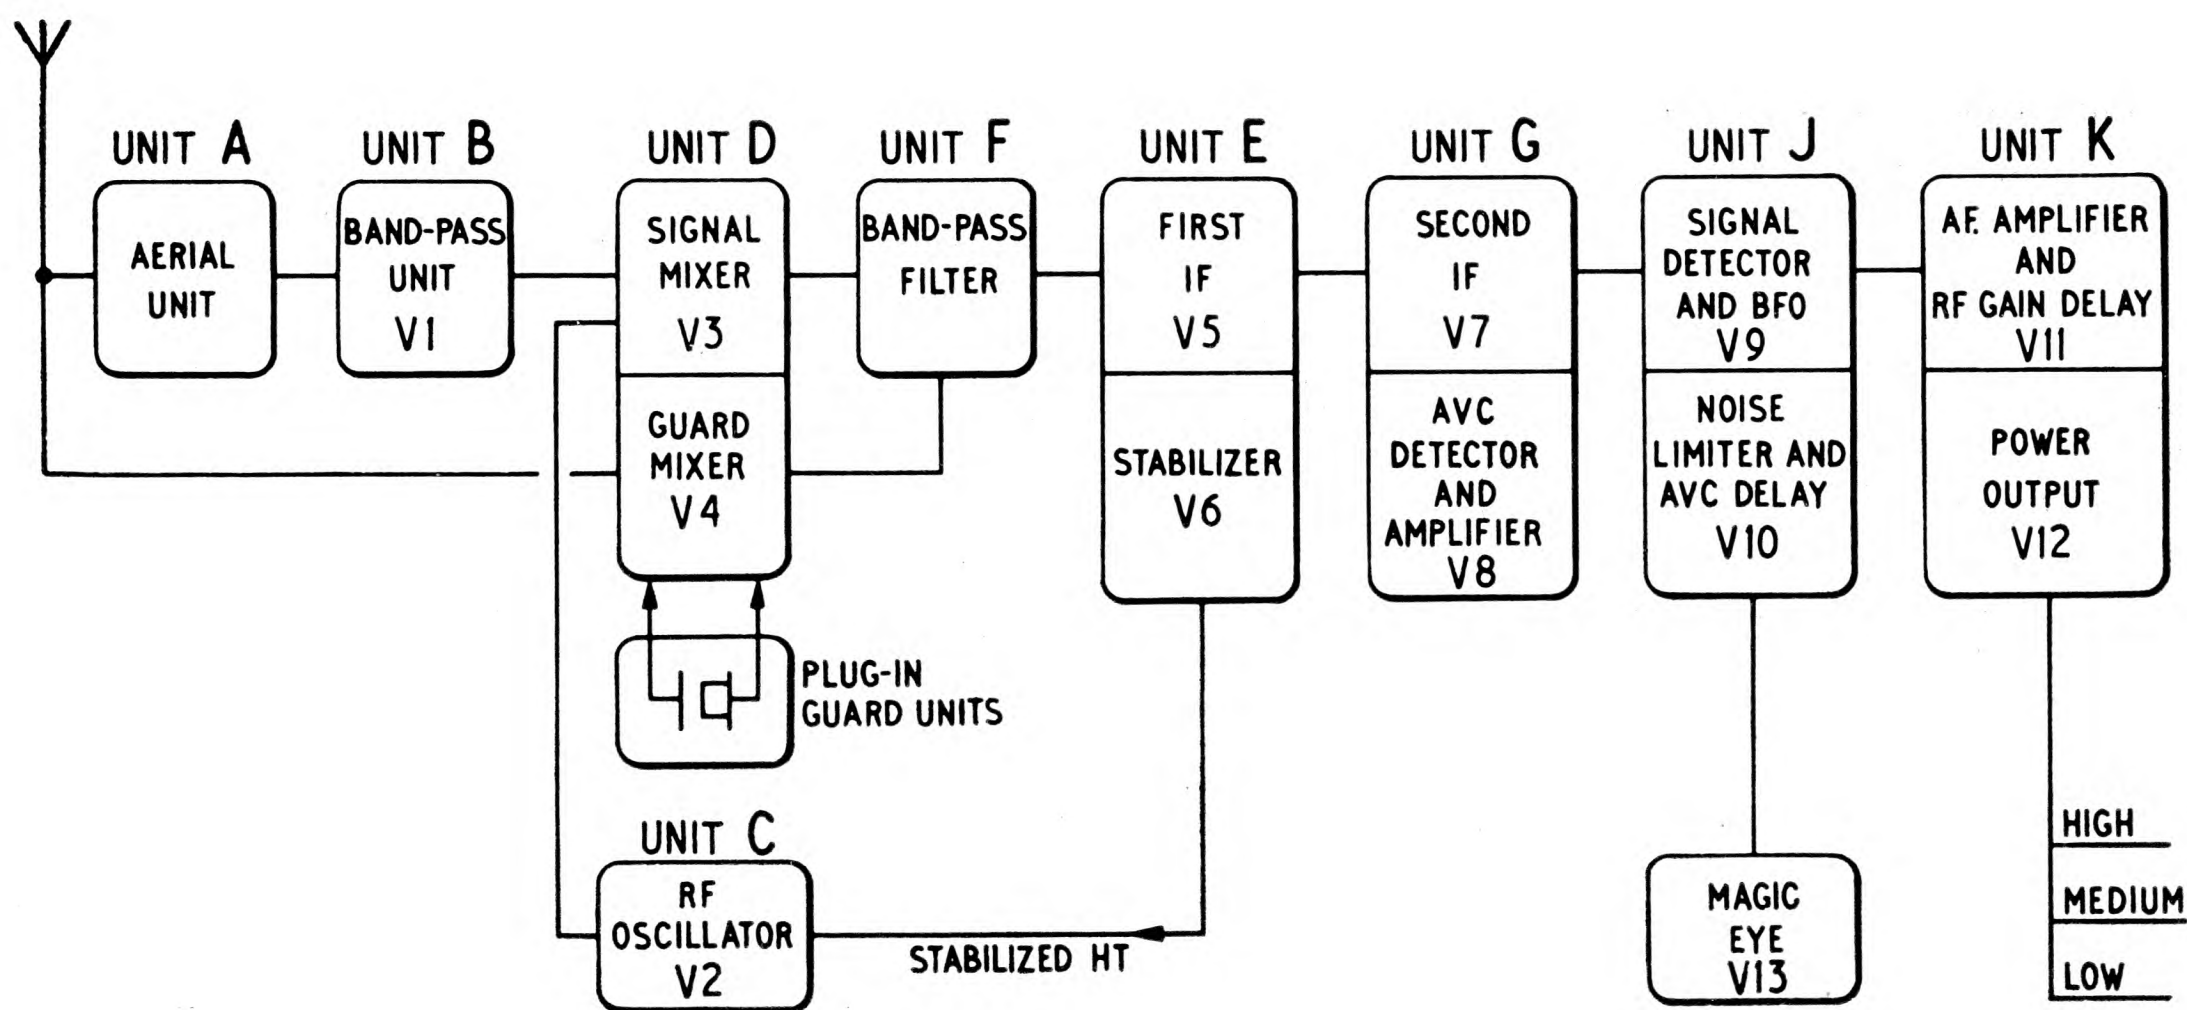 UNIT A
AERIAL
UNIT
UNIT B
BAND-PASS
UNIT
V1
UNIT D
SIGNAL
MIXER
V3
GUARD
MIXER
V4
PLUG-IN
GUARD UNITS
UNIT F
BAND-PASS
FILTER
UNIT E
FIRST
IF
V5
STABILIZER
V6
UNIT G
SECOND
IF
V7
AVC
DETECTOR
AND
AMPLIFIER
V8
UNIT J
SIGNAL
DETECTOR
AND BFO
V9
NOISE
LIMITER AND
AVC DELAY
V10
UNIT K
AF. AMPLIFIER
AND
RF GAIN DELAY
V11
POWER
OUTPUT
V12
UNIT C
RF
OSCILLATOR
V2
STABILIZED HT
MAGIC
EYE
V13
HIGH
MEDIUM
LOW